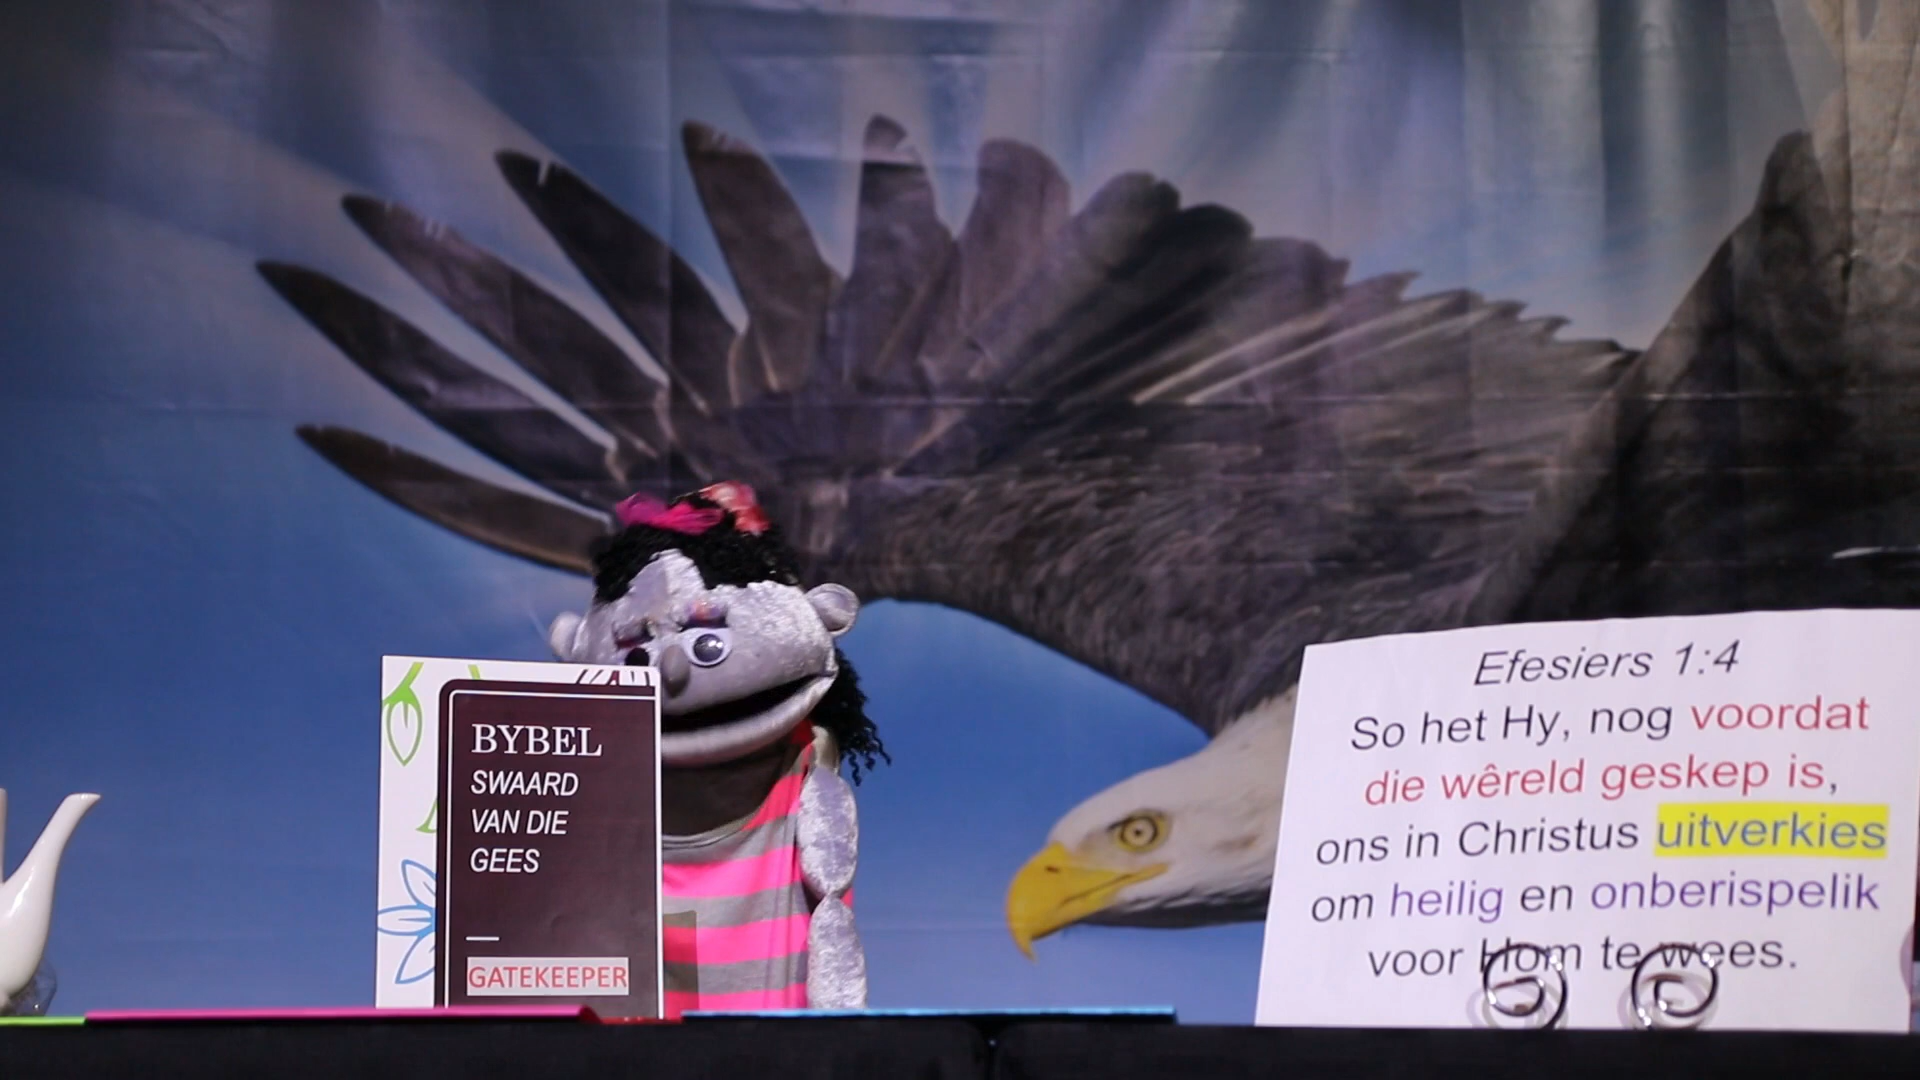 BYBEL
SWAARD
VAN DIE
GEES
GATEKEEPER
Efesiers 1:4
So het Hy, nog voordat
die wêreld geskep is,
ons in Christus uitverkies
om heilig en onberispelik
voor Hom te wees.